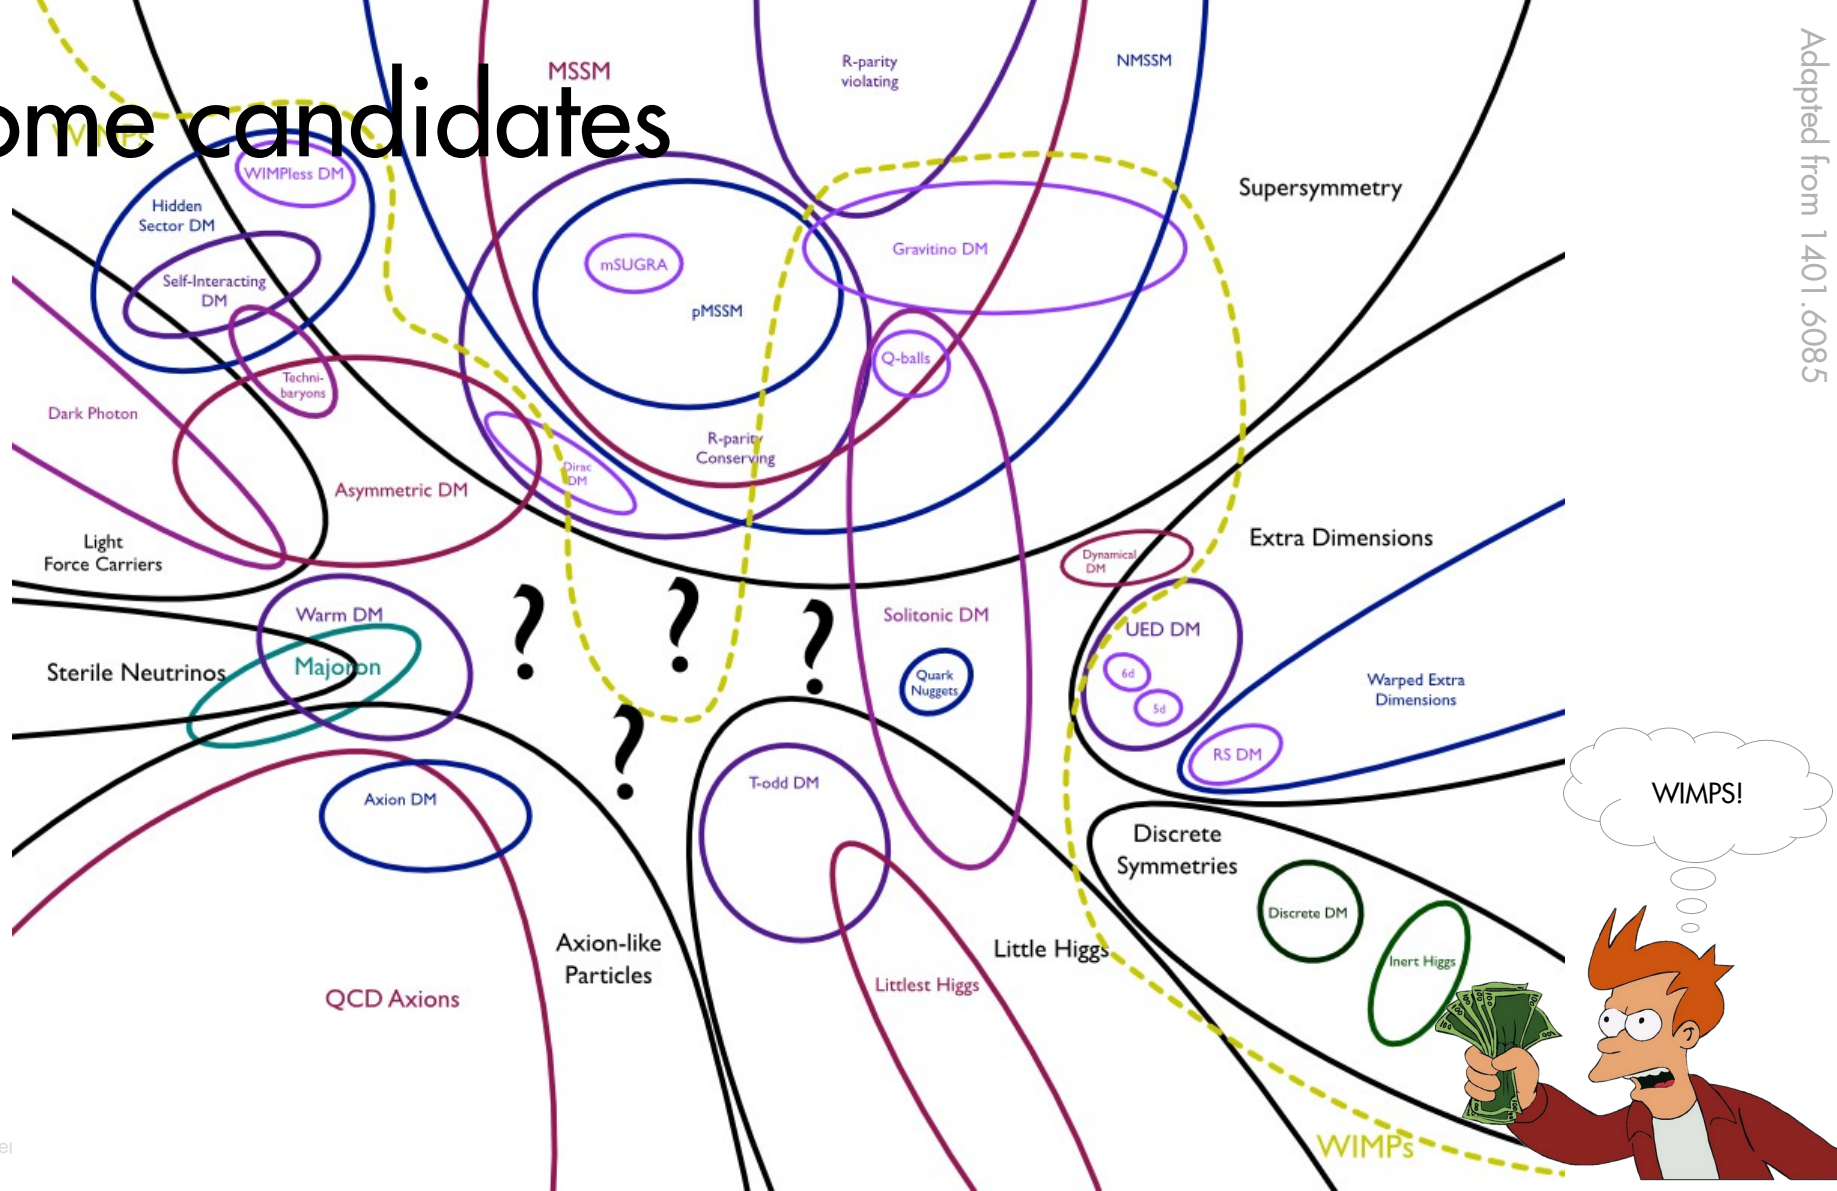 ome candidates
WIMPs
MSSM
R-parity
violating
NMSSM
Supersymmetry
WIMPless DM
Hidden
Sector DM
Self-Interacting
DM
mSUGRA
pMSSM
Gravitino DM
Q-balls
Techni-
baryons
Dark Photon
R-parity
Conserving
Dirac
DM
Asymmetric DM
Light
Force Carriers
Extra Dimensions
Dynamical
DM
?
?
?
?
Warm DM
Solitonic DM
UED DM
Sterile Neutrinos
Majoron
6d
5d
Quark
Nuggets
Warped Extra
Dimensions
RS DM
T-odd DM
Axion DM
Discrete
Symmetries
Discrete DM
Inert Higgs
Axion-like
Particles
Little Higgs
Littlest Higgs
QCD Axions
WIMPs
WIMPS!
Adapted from 1401.6085